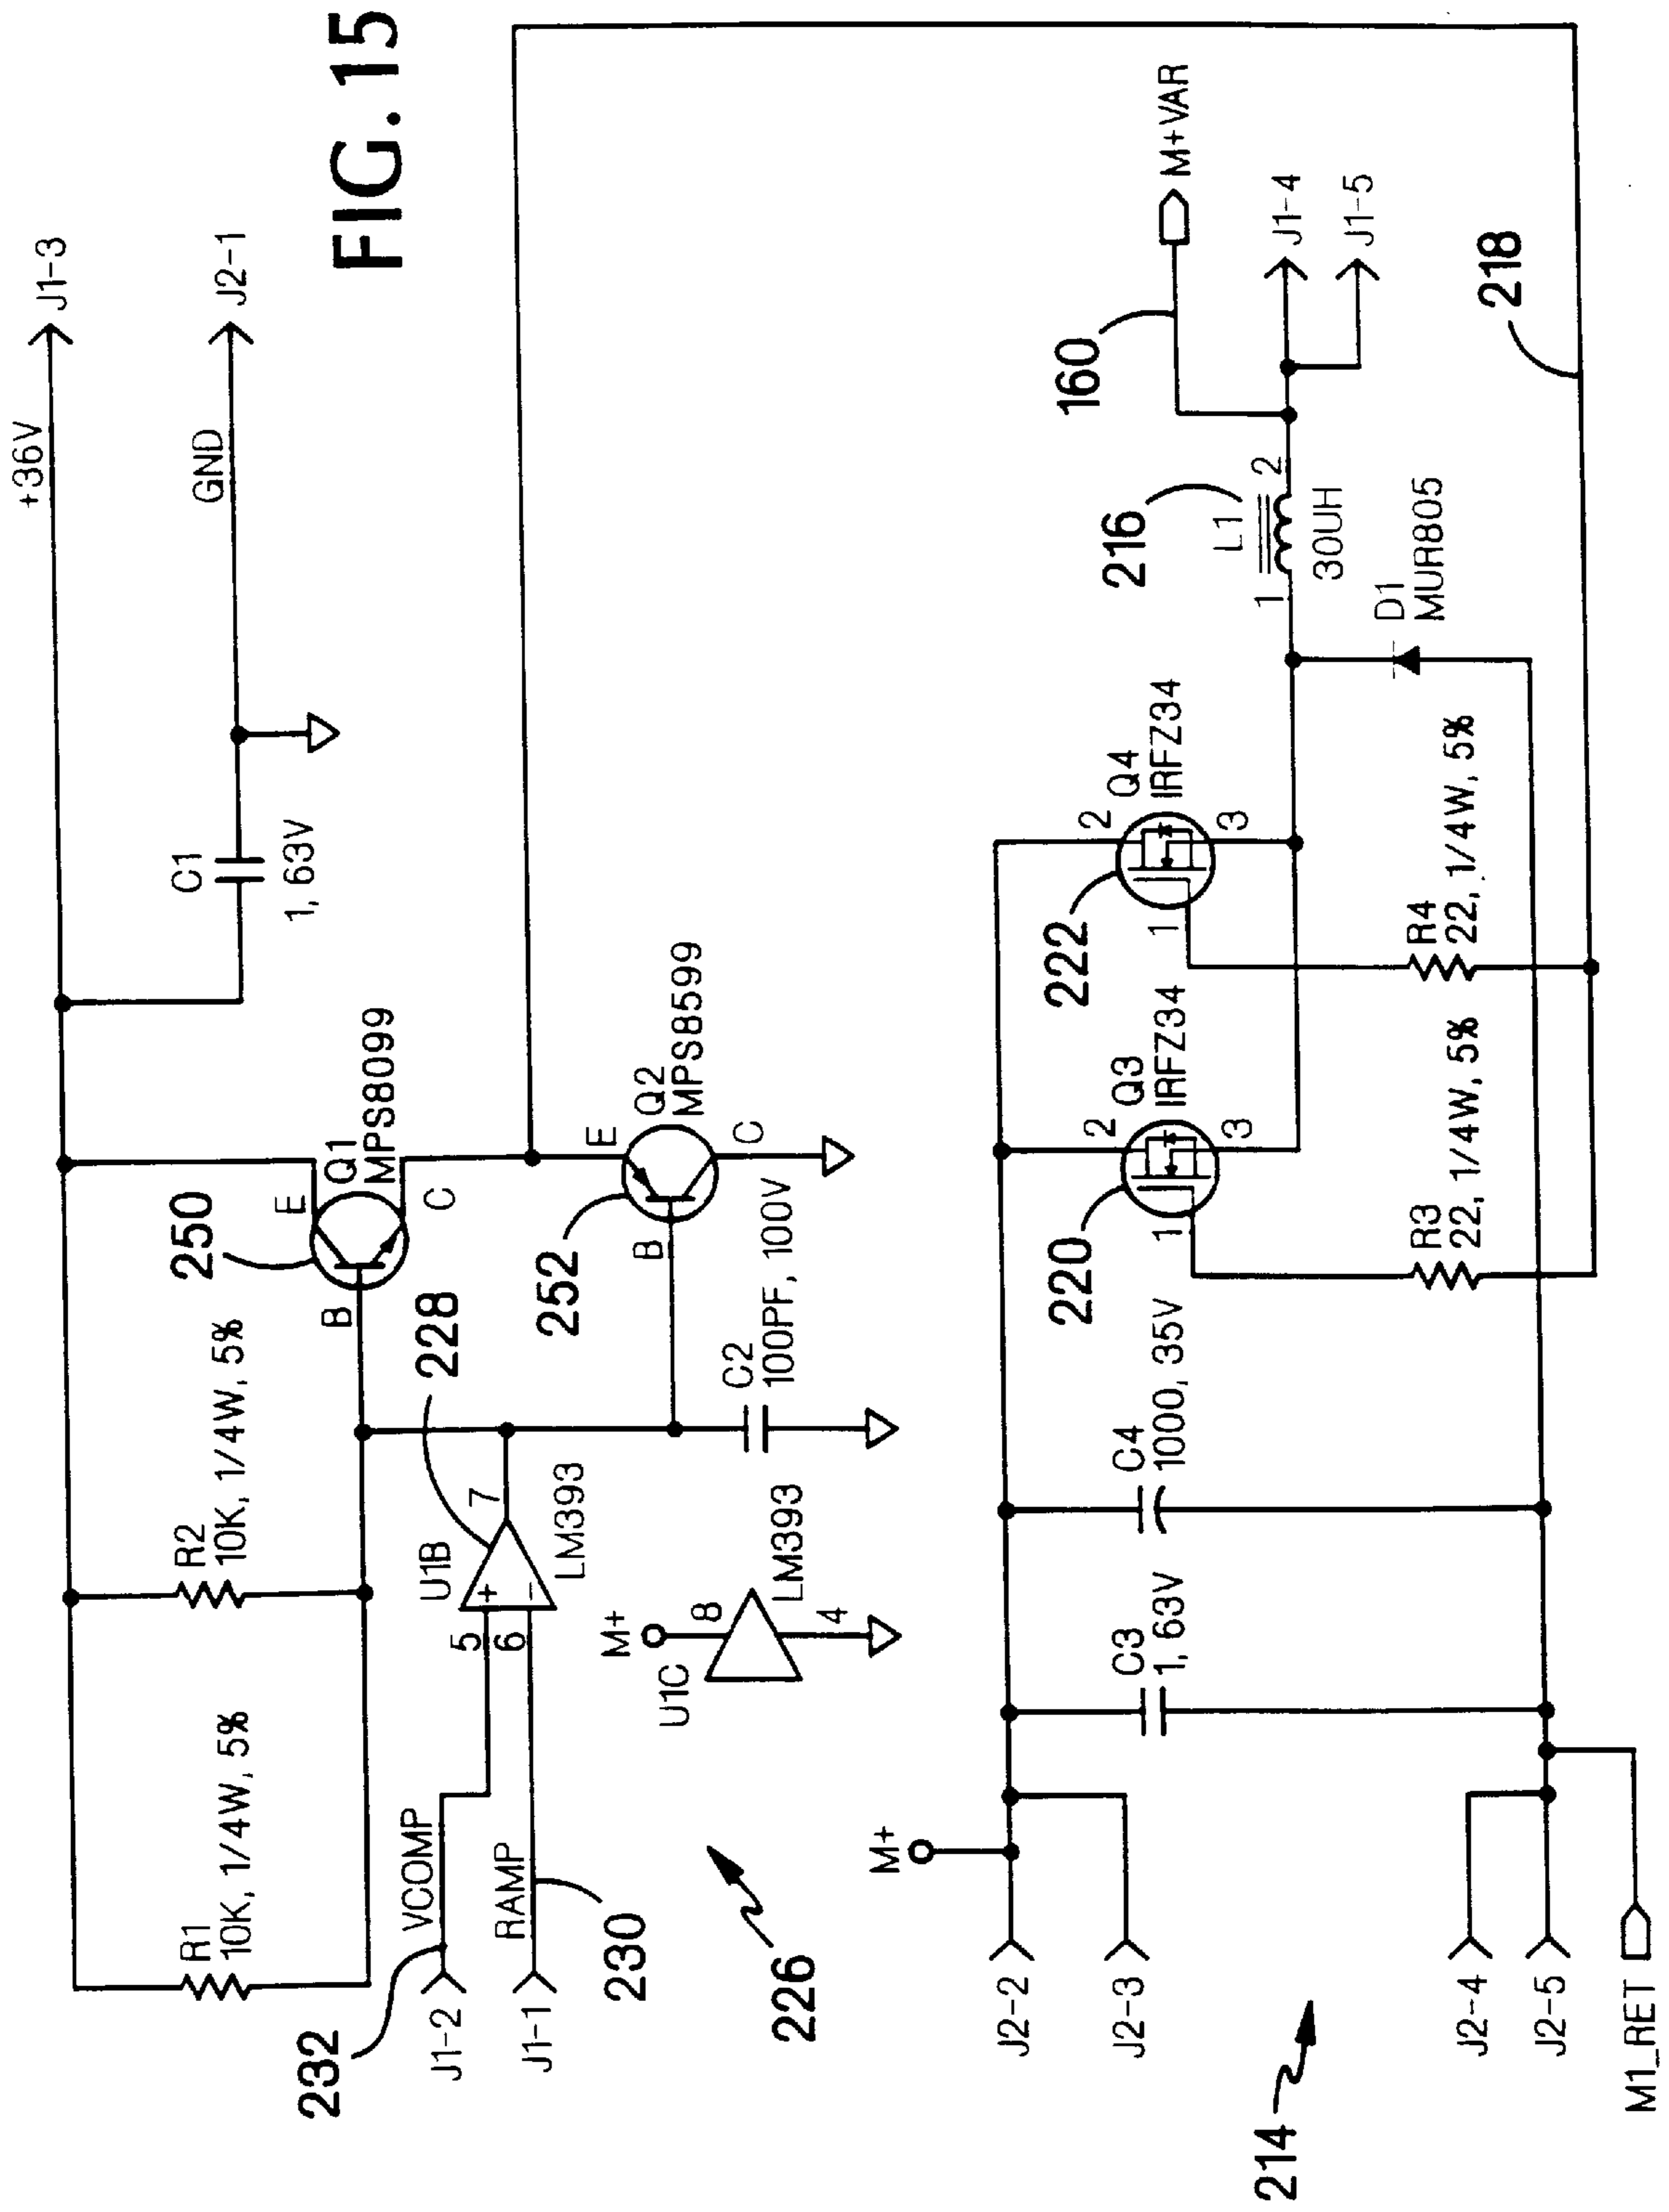 FIG. 15
+36V
J1-3
GND
J2-1
C1
1, 63V
R1
10K, 1/4W, 5%
R2
10K, 1/4W, 5%
250
E
Q1
MPS8099
B
C
232
VCOMP
J1-2
RAMP
J1-1
230
5
6
U1B
+
-
7
LM393
228
252
E
Q2
MPS8599
B
C
C2
100PF, 100V
M+
U1C
8
LM393
4
226
M+
J2-2
J2-3
J2-4
J2-5
M1_RET
214
C3
1, 63V
C4
1000, 35V
220
2
Q3
IRFZ34
1
3
R3
22, 1/4W, 5%
222
2
Q4
IRFZ34
1
3
R4
22, 1/4W, 5%
D1
MUR805
216
L1
1
2
30UH
160
M+VAR
J1-4
J1-5
218